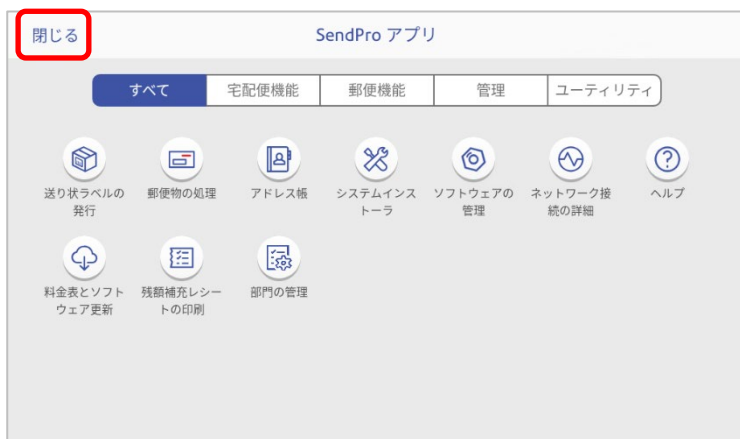 閉じる
SendPro アプリ
すべて
宅配便機能
郵便機能
管理
ユーティリティ
送り状ラベルの
発行
郵便物の処理
アドレス帳
システムインス
トーラ
ソフトウェアの
管理
ネットワーク接
続の詳細
ヘルプ
料金表とソフト
ウェア更新
残額補充レシー
トの印刷
部門の管理